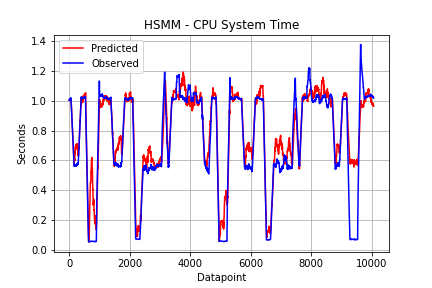 HSMM - CPU System Time
Predicted
Observed
1.4
1.2
1.0
0.8
0.6
0.4
0.2
0.0
Seconds
0 2000 4000 6000 8000 10000
Datapoint